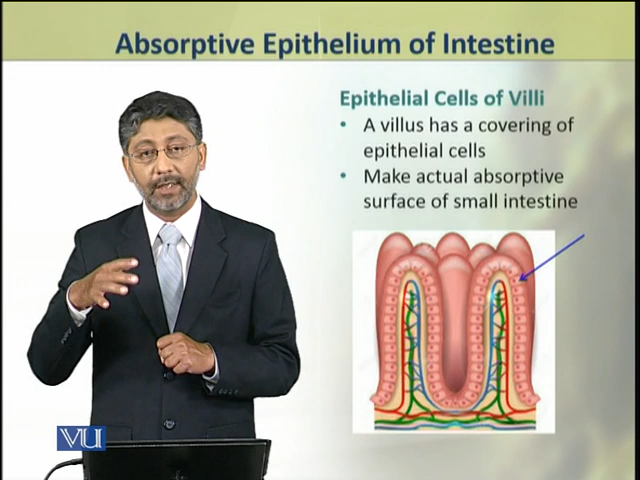 Absorptive Epithelium of Intestine
Epithelial Cells of Villi
• A villus has a covering of
epithelial cells
• Make actual absorptive
surface of small intestine
VU